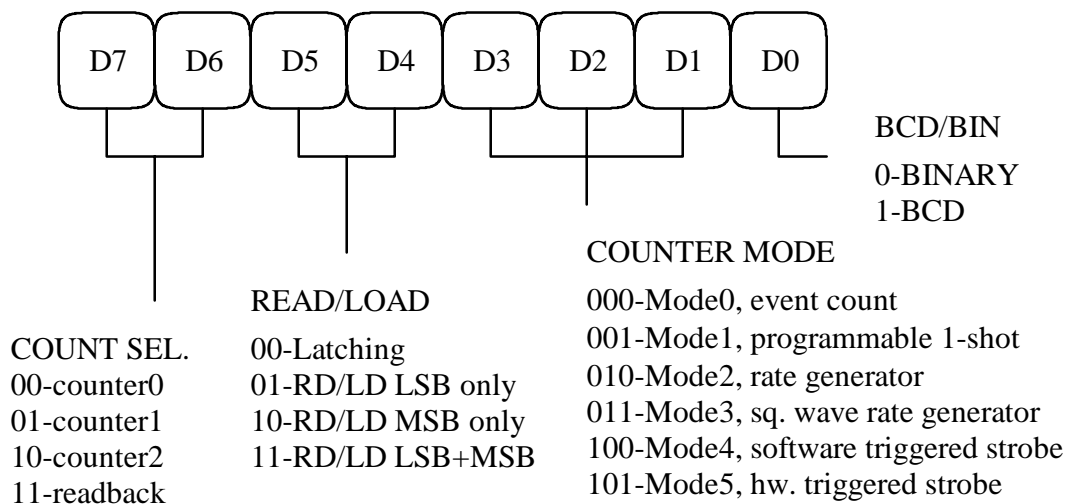 D7 D6 D5 D4 D3 D2 D1 D0
BCD/BIN
0-BINARY
1-BCD
COUNTER MODE
000-Mode0, event count
001-Mode1, programmable 1-shot
010-Mode2, rate generator
011-Mode3, sq. wave rate generator
100-Mode4, software triggered strobe
101-Mode5, hw. triggered strobe
READ/LOAD
00-Latching
01-RD/LD LSB only
10-RD/LD MSB only
11-RD/LD LSB+MSB
COUNT SEL.
00-counter0
01-counter1
10-counter2
11-readback